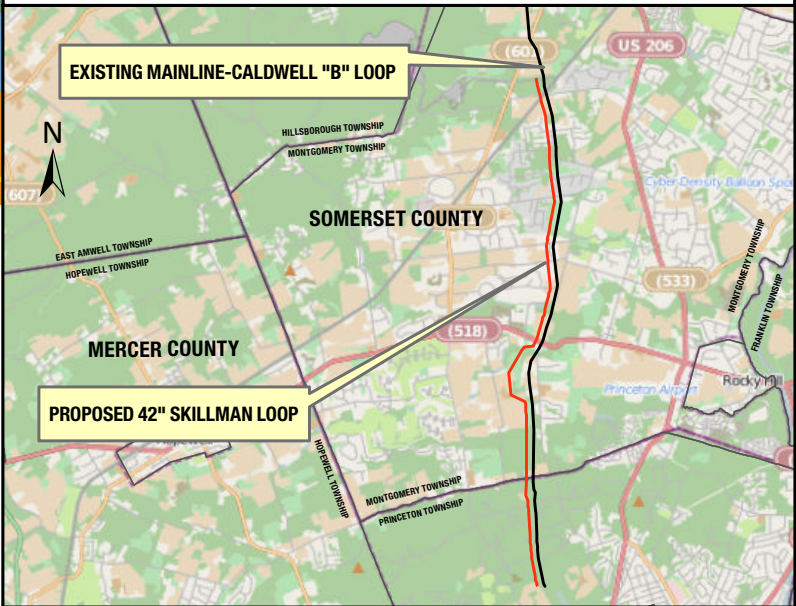 (60
US 206
EXISTING MAINLINE-CALDWELL "B" LOOP
N
HILLSBOROUGH TOWNSHIP
MONTGOMERY TOWNSHIP
(607)
Cyber Density Balloon Spo
SOMERSET COUNTY
EAST AMWELL TOWNSHIP
HOPEWELL TOWNSHIP
MONTGOMERY TOWNSHIP
FRANKLIN TOWNSHIP
(533)
(518)
MERCER COUNTY
Princeton Airport
Rocky Hill
PROPOSED 42" SKILLMAN LOOP
HOPEWELL TOWNSHIP
MONTGOMERY TOWNSHIP
PRINCETON TOWNSHIP